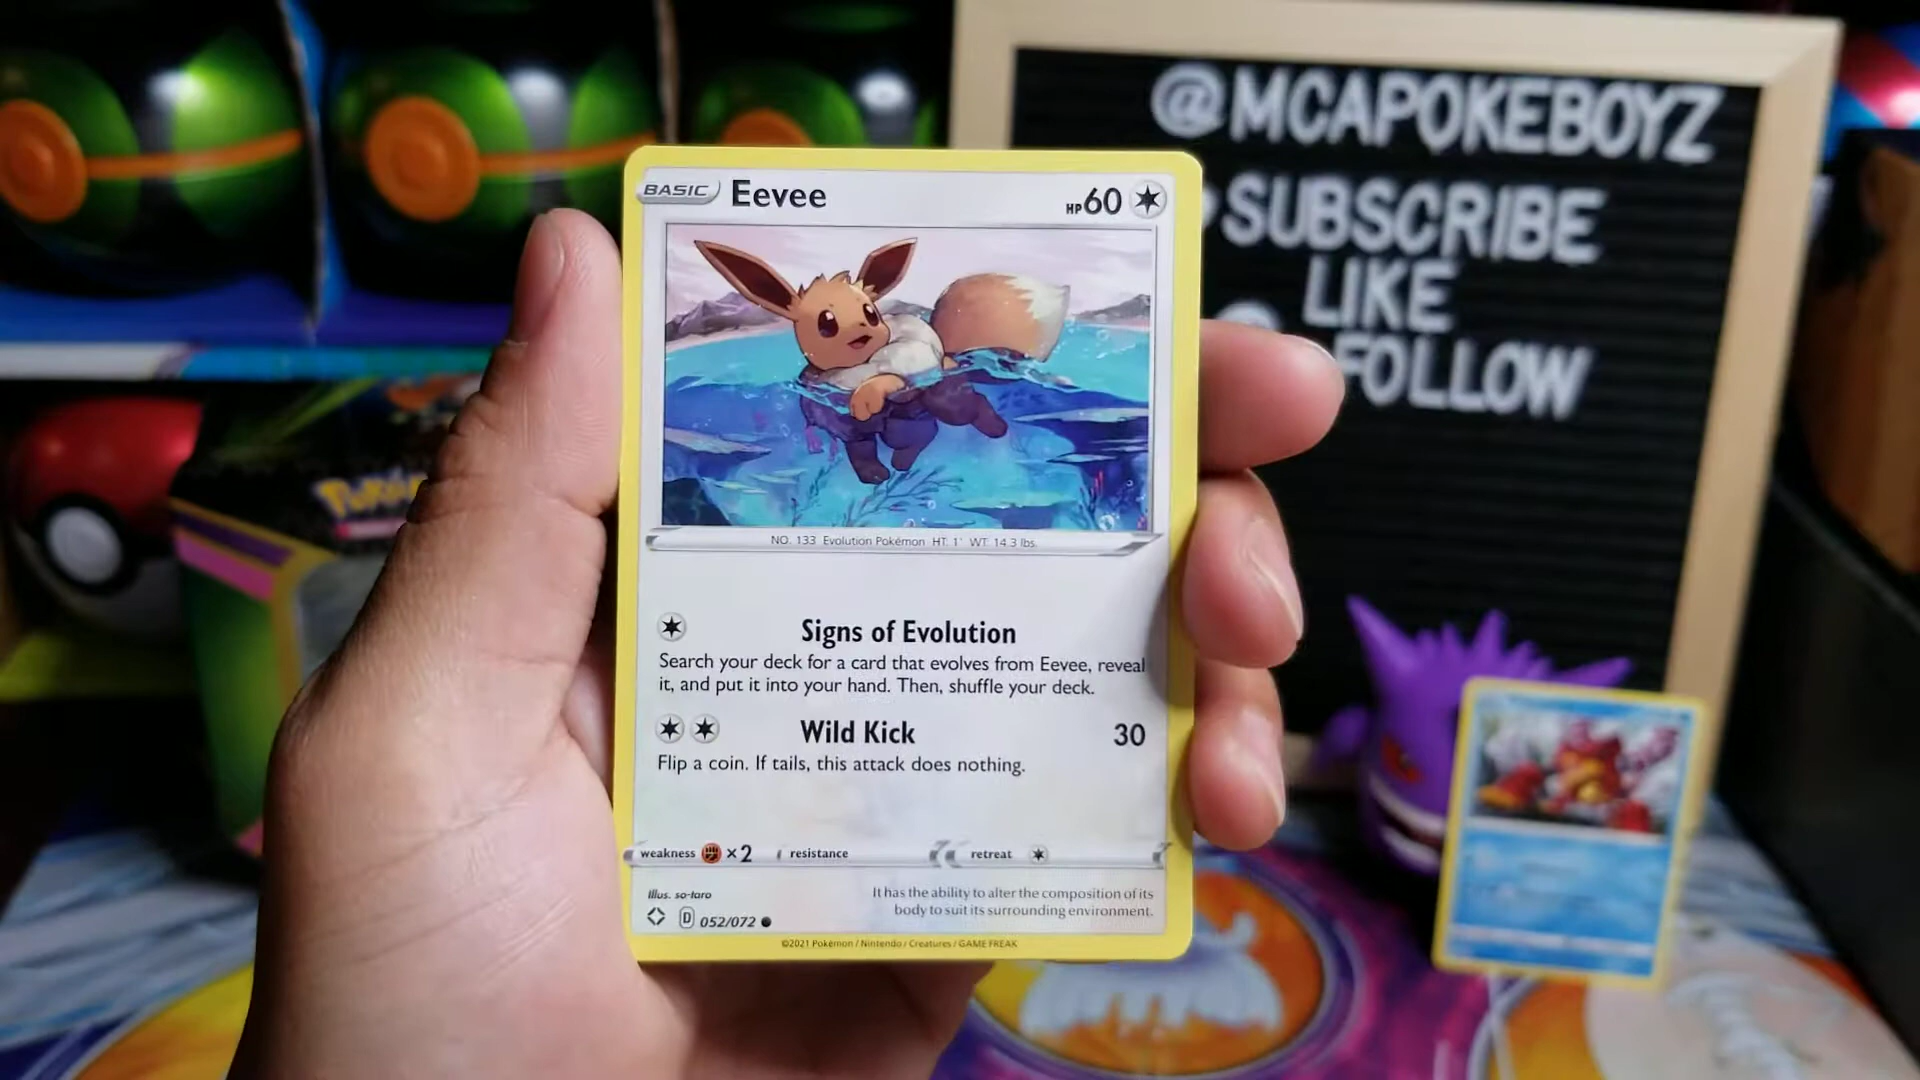 @MCAPOKEBOYZ
SUBSCRIBE
LIKE
FOLLOW
BASIC Eevee HP 60
NO. 133 Evolution Pokémon HT: 1' WT: 14.3 lbs.
Signs of Evolution
Search your deck for a card that evolves from Eevee, reveal
it, and put it into your hand. Then, shuffle your deck.
Wild Kick 30
Flip a coin. If tails, this attack does nothing.
weakness ×2 resistance retreat
Illus. so-taro
It has the ability to alter the composition of its
body to suit its surrounding environment.
D 052/072
©2021 Pokémon / Nintendo / Creatures / GAME FREAK